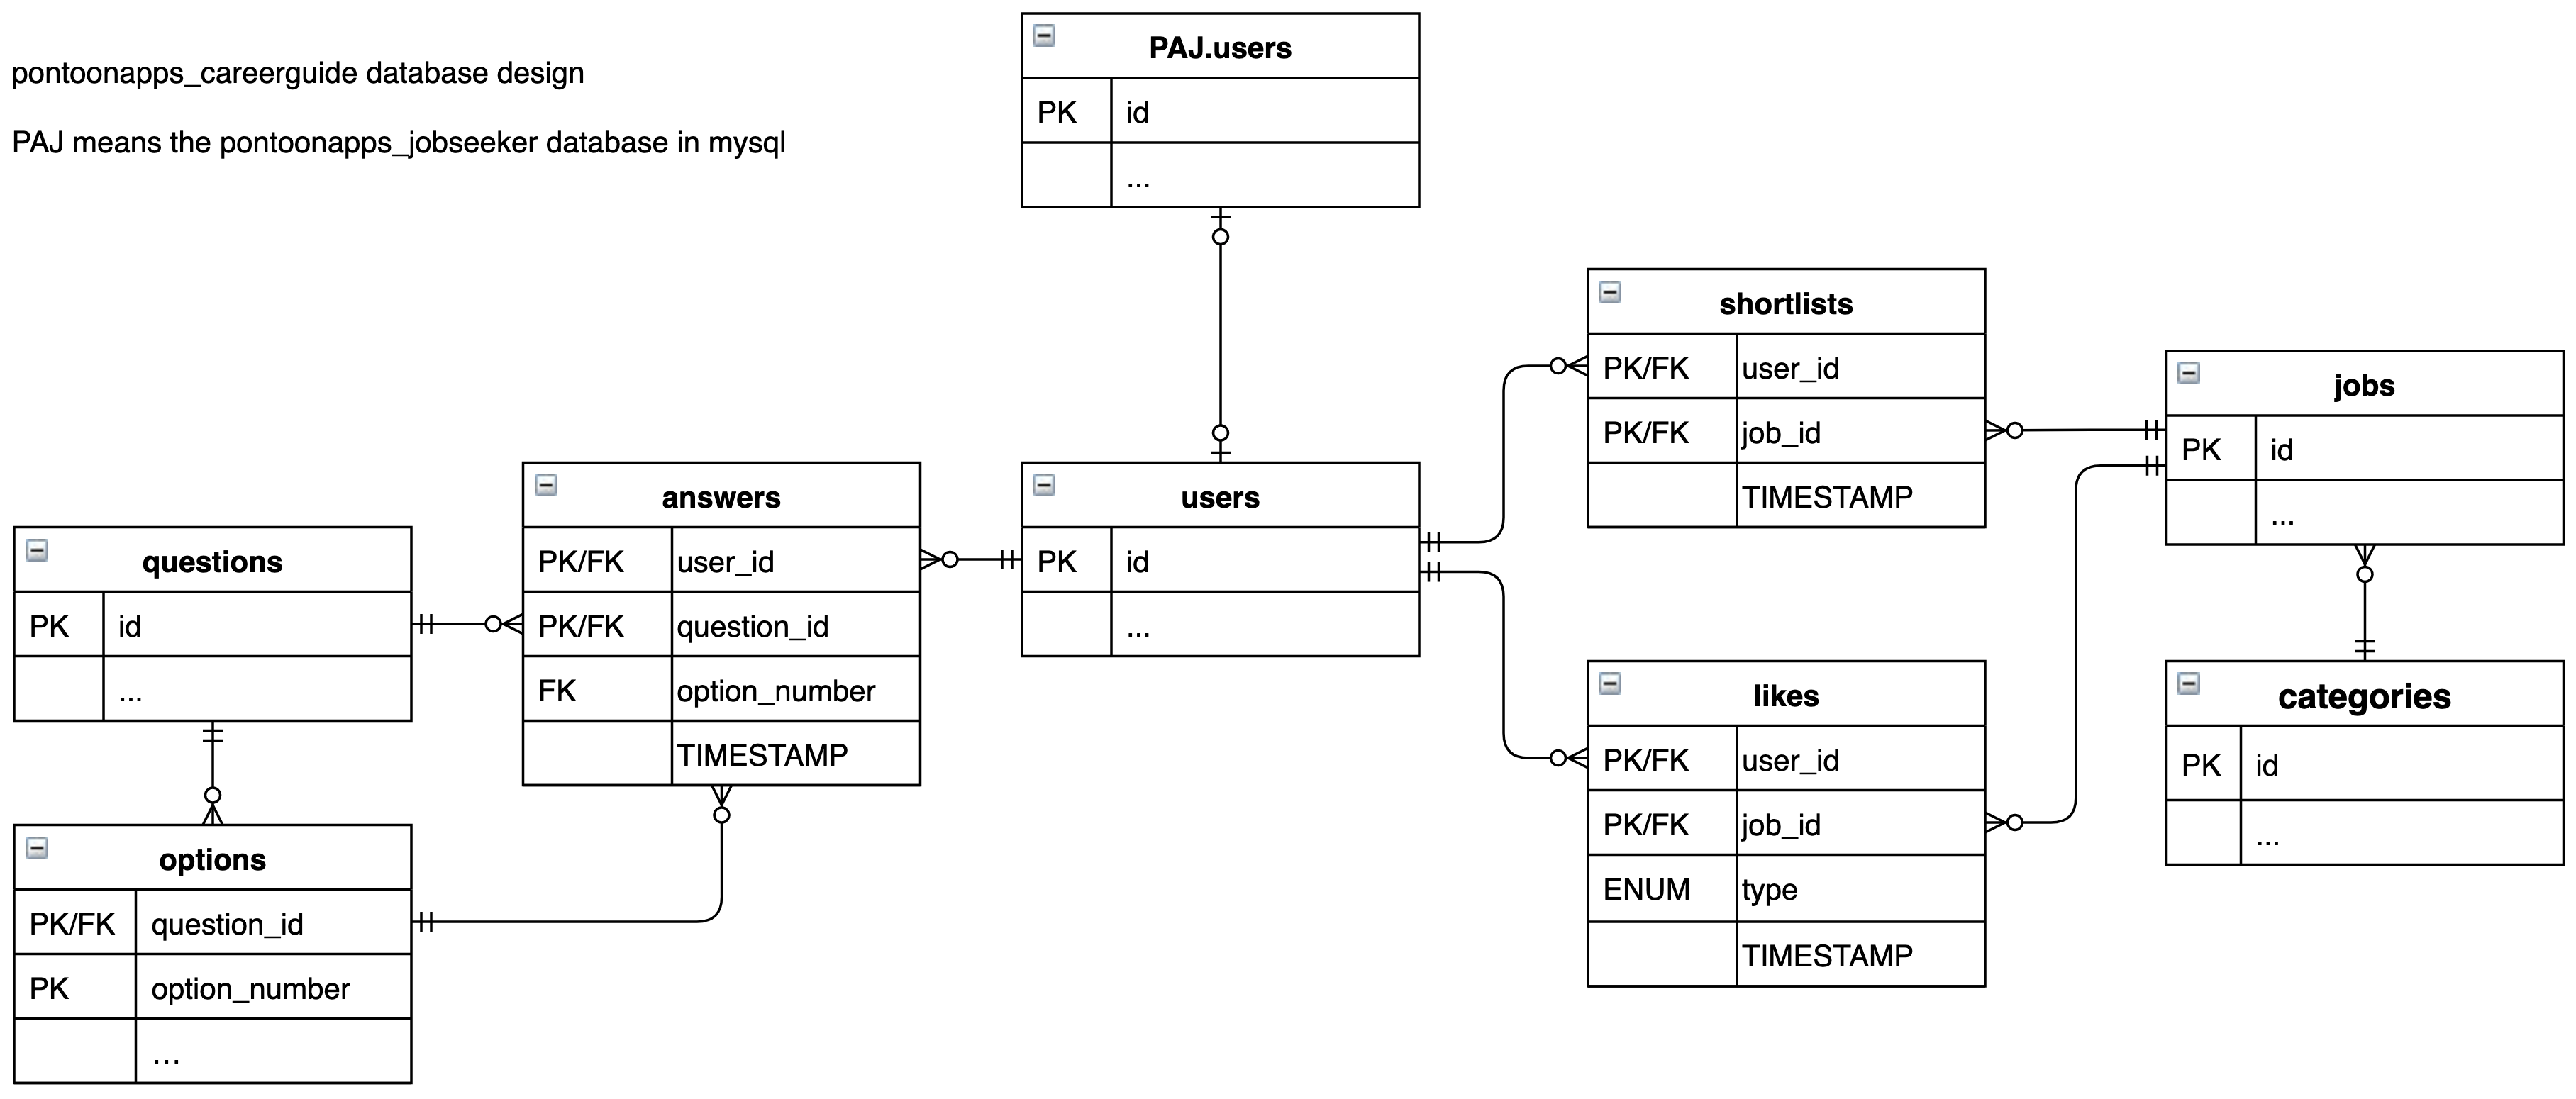 pontoonapps_careerguide database design
PAJ means the pontoonapps_jobseeker database in mysql
PAJ.users
PK id
...
shortlists
PK/FK user_id
PK/FK job_id
TIMESTAMP
jobs
PK id
...
answers
PK/FK user_id
PK/FK question_id
FK option_number
TIMESTAMP
users
PK id
...
questions
PK id
...
likes
PK/FK user_id
PK/FK job_id
ENUM type
TIMESTAMP
categories
PK id
...
options
PK/FK question_id
PK option_number
...